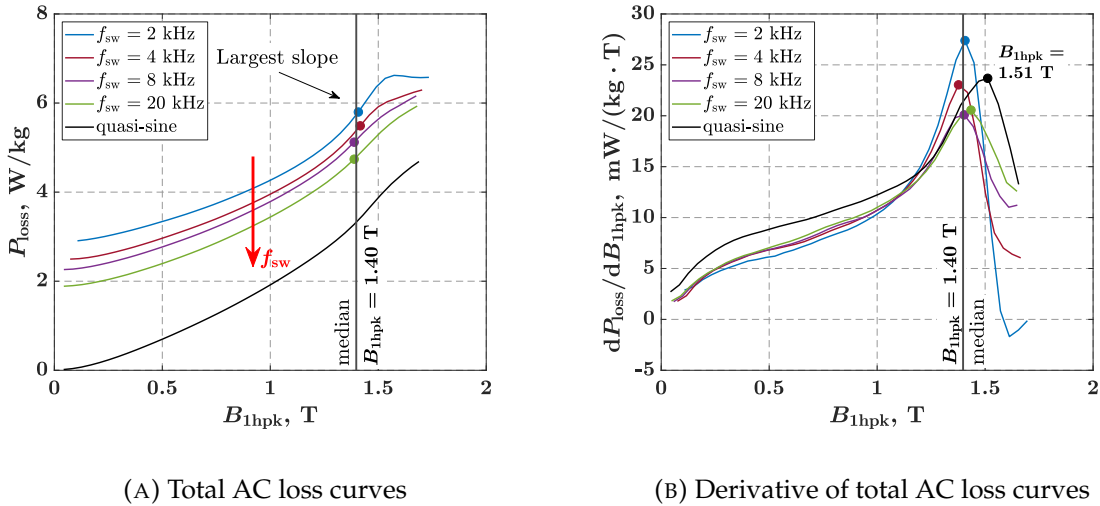 8
6
4
2
0
0
0.5
1
1.5
2
P_loss, W/kg
B_1hpk, T
f_sw = 2 kHz
f_sw = 4 kHz
f_sw = 8 kHz
f_sw = 20 kHz
quasi-sine
Largest slope
f_sw
median
B_1hpk = 1.40 T
(A) Total AC loss curves
30
25
20
15
10
5
0
-5
0
0.5
1
1.5
2
dP_loss/dB_1hpk, mW/(kg · T)
B_1hpk, T
f_sw = 2 kHz
f_sw = 4 kHz
f_sw = 8 kHz
f_sw = 20 kHz
quasi-sine
B_1hpk =
1.51 T
B_1hpk = 1.40 T
median
(B) Derivative of total AC loss curves